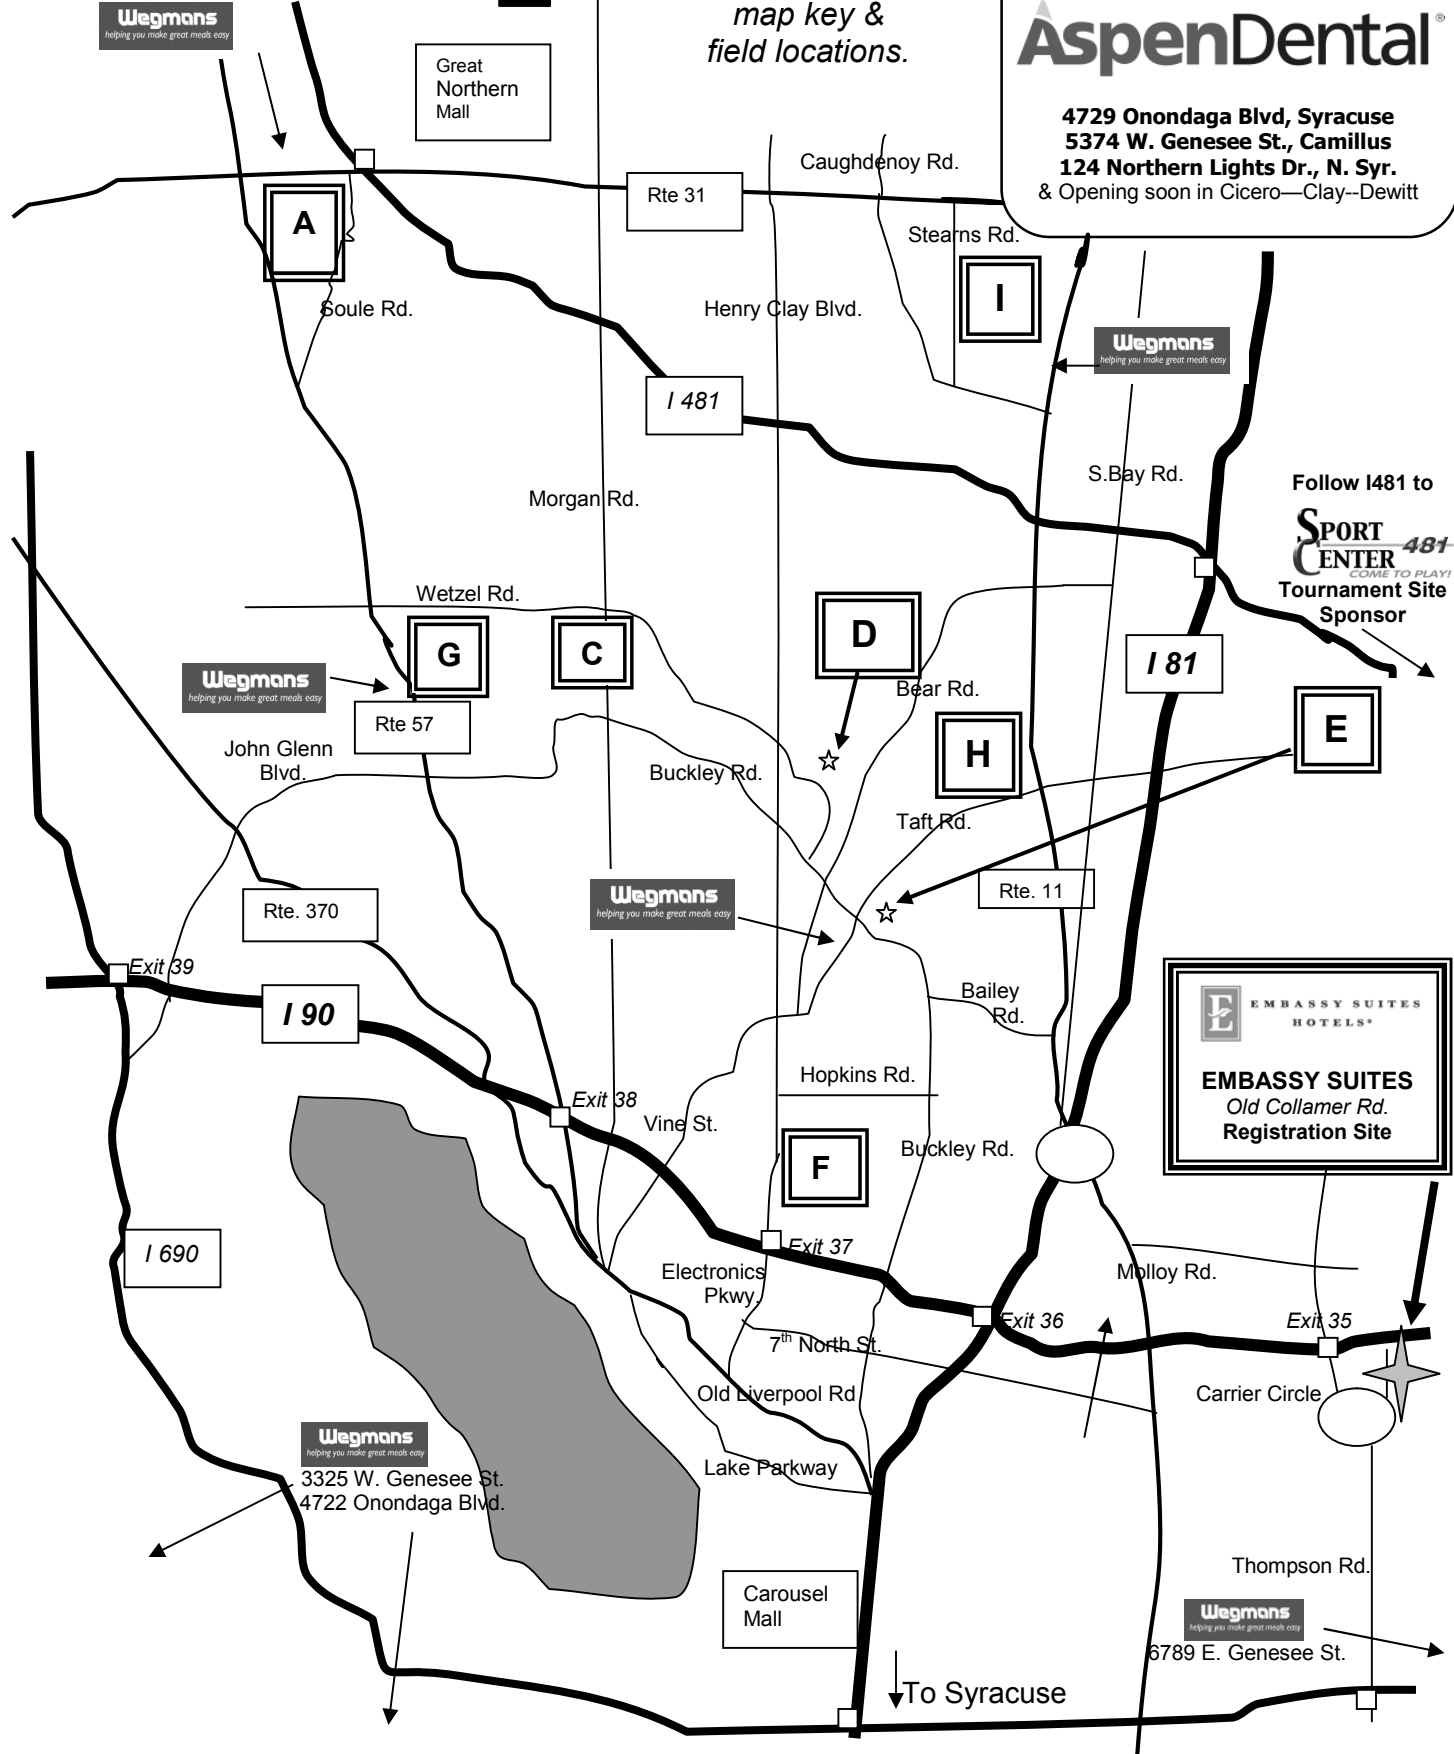 Wegmans
helping you make great meals easy
map key &
field locations.
AspenDental®
4729 Onondaga Blvd, Syracuse
5374 W. Genesee St., Camillus
124 Northern Lights Dr., N. Syr.
& Opening soon in Cicero—Clay--Dewitt
Great
Northern
Mall
Caughdenoy Rd.
Rte 31
A
Stearns Rd.
I
Soule Rd.
Henry Clay Blvd.
Wegmans
helping you make great meals easy
I 481
S.Bay Rd.
Morgan Rd.
Follow I481 to
SPORT
CENTER 481
COME TO PLAY!
Tournament Site
Sponsor
Wetzel Rd.
G
C
D
I 81
Wegmans
helping you make great meals easy
Bear Rd.
Rte 57
E
John Glenn
Blvd.
H
Buckley Rd.
Taft Rd.
Rte. 11
Wegmans
helping you make great meals easy
Rte. 370
Exit 39
I 90
Bailey
Rd.
EMBASSY SUITES
HOTELS®
EMBASSY SUITES
Old Collamer Rd.
Registration Site
Hopkins Rd.
Exit 38
Vine St.
F
Buckley Rd.
I 690
Exit 37
Electronics
Pkwy.
Molloy Rd.
Exit 36
Exit 35
7th North St.
Old Liverpool Rd
Carrier Circle
Wegmans
helping you make great meals easy
3325 W. Genesee St.
4722 Onondaga Blvd.
Lake Parkway
Thompson Rd.
Carousel
Mall
Wegmans
helping you make great meals easy
6789 E. Genesee St.
To Syracuse